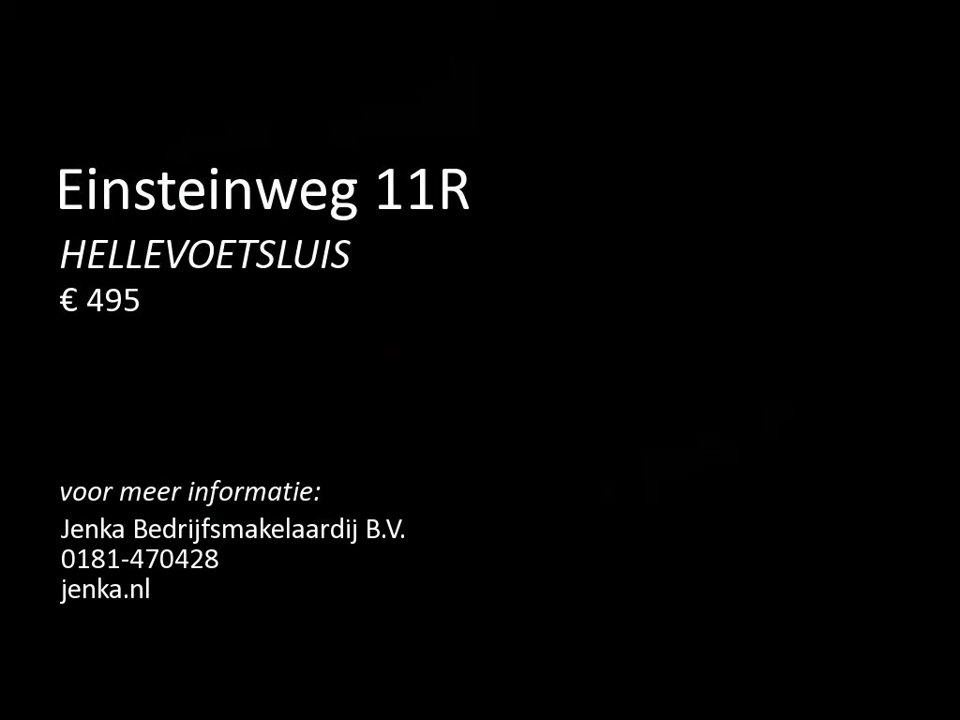 Einsteinweg 11R
HELLEVOETSLUIS
€ 495
voor meer informatie:
Jenka Bedrijfsmakelaardij B.V.
0181-470428
jenka.nl